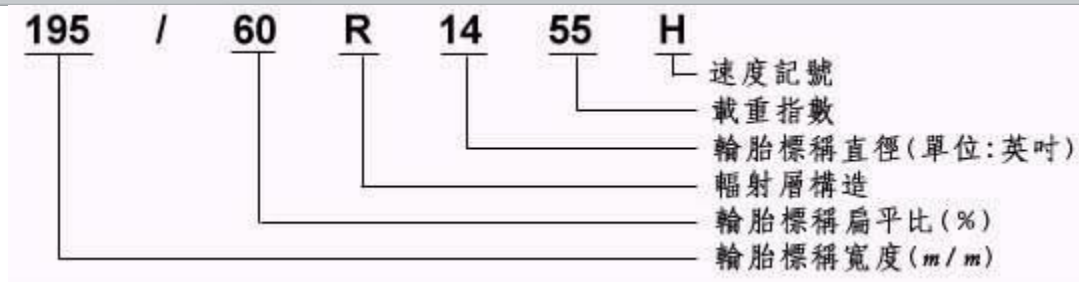 195 / 60 R 14 55 H
速度記號
載重指數
輪胎標稱直徑(單位:英吋)
輻射層構造
輪胎標稱扁平比(%)
輪胎標稱寬度(m/m)